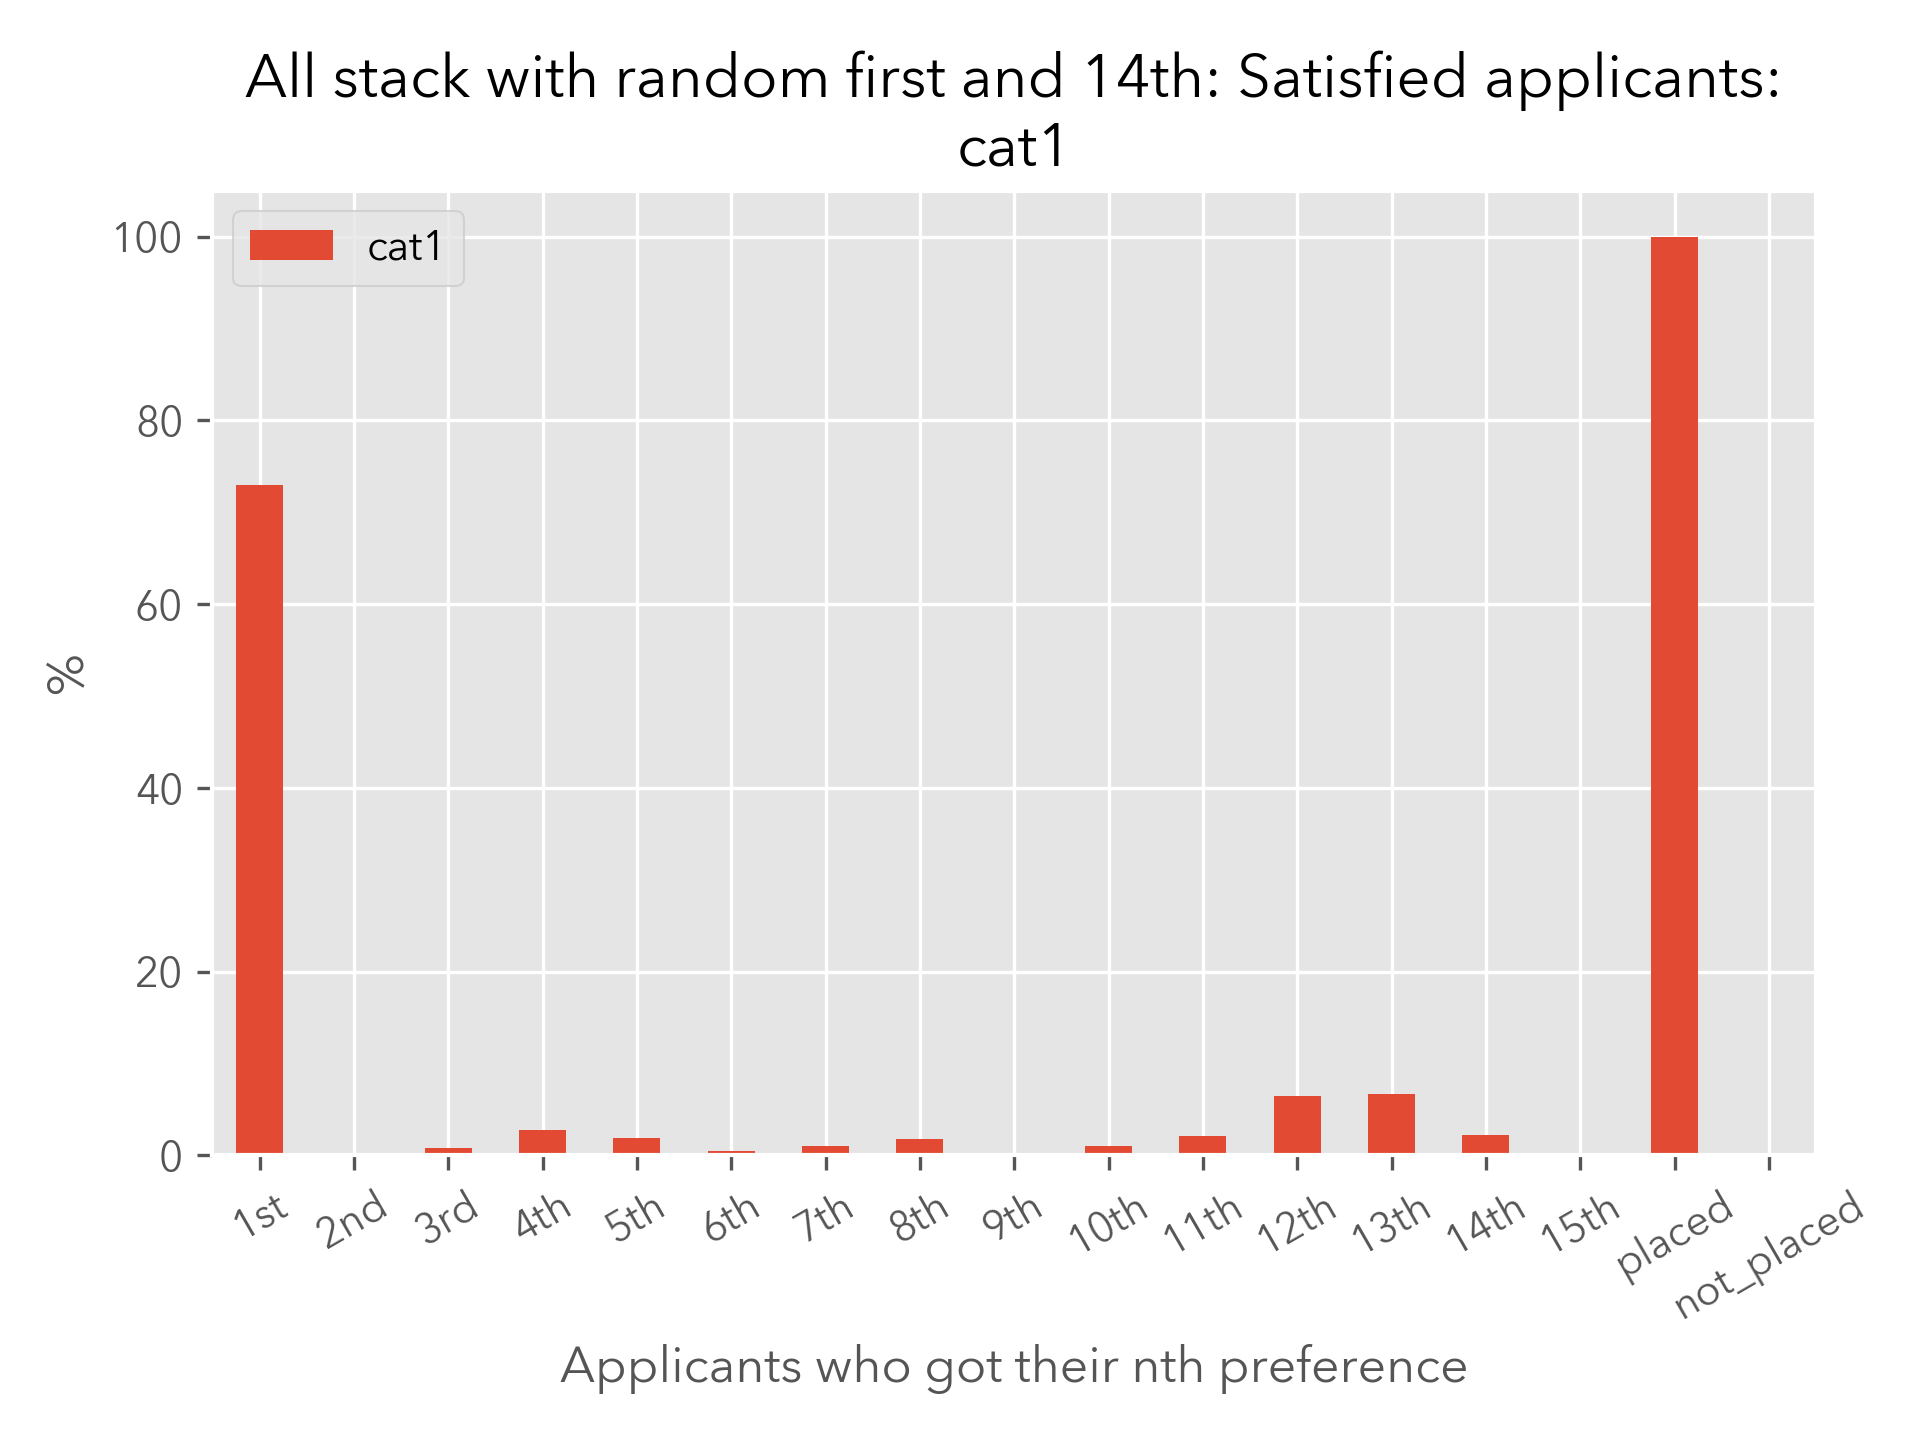 All stack with random first and 14th: Satisfied applicants:
cat1
cat1
100
80
60
40
20
0
%
1st 2nd 3rd 4th 5th 6th 7th 8th 9th 10th 11th 12th 13th 14th 15th placed not_placed
Applicants who got their nth preference